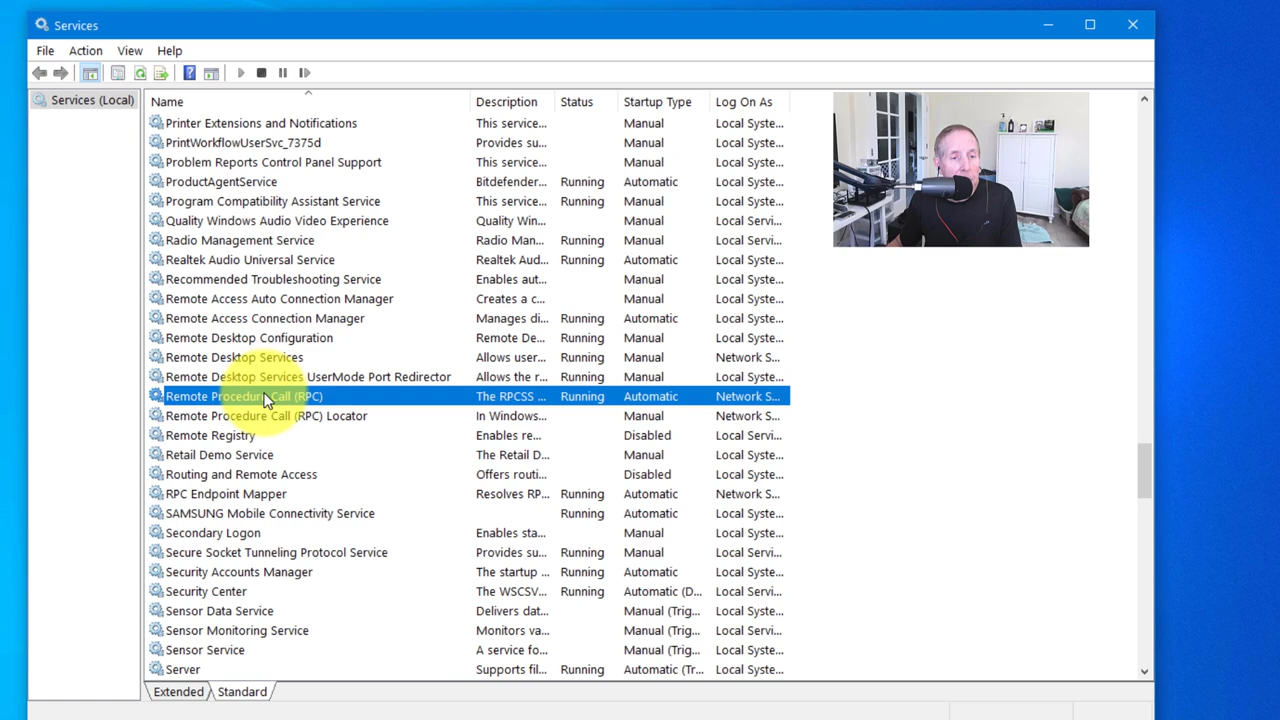 Services
File Action View Help
Services (Local)
Name Description Status Startup Type Log On As
Printer Extensions and Notifications This service... Manual Local Syste...
PrintWorkflowUserSvc_7375d Provides su... Manual Local Syste...
Problem Reports Control Panel Support This service... Manual Local Syste...
ProductAgentService Bitdefender... Running Automatic Local Syste...
Program Compatibility Assistant Service This service... Running Manual Local Syste...
Quality Windows Audio Video Experience Quality Win... Manual Local Servi...
Radio Management Service Radio Man... Running Manual Local Servi...
Realtek Audio Universal Service Realtek Aud... Running Automatic Local Syste...
Recommended Troubleshooting Service Enables aut... Manual Local Syste...
Remote Access Auto Connection Manager Creates a c... Manual Local Syste...
Remote Access Connection Manager Manages di... Running Automatic Local Syste...
Remote Desktop Configuration Remote De... Running Manual Local Syste...
Remote Desktop Services Allows user... Running Manual Network S...
Remote Desktop Services UserMode Port Redirector Allows the r... Running Manual Local Syste...
Remote Procedure Call (RPC) The RPCSS ... Running Automatic Network S...
Remote Procedure Call (RPC) Locator In Windows... Manual Network S...
Remote Registry Enables re... Disabled Local Servi...
Retail Demo Service The Retail D... Manual Local Syste...
Routing and Remote Access Offers routi... Disabled Local Syste...
RPC Endpoint Mapper Resolves RP... Running Automatic Network S...
SAMSUNG Mobile Connectivity Service Running Automatic Local Syste...
Secondary Logon Enables sta... Manual Local Syste...
Secure Socket Tunneling Protocol Service Provides su... Running Manual Local Servi...
Security Accounts Manager The startup ... Running Automatic Local Syste...
Security Center The WSCSV... Running Automatic (D... Local Servi...
Sensor Data Service Delivers dat... Manual (Trig... Local Syste...
Sensor Monitoring Service Monitors va... Manual (Trig... Local Servi...
Sensor Service A service fo... Manual (Trig... Local Syste...
Server Supports fil... Running Automatic (Tr... Local Syste...
Extended Standard